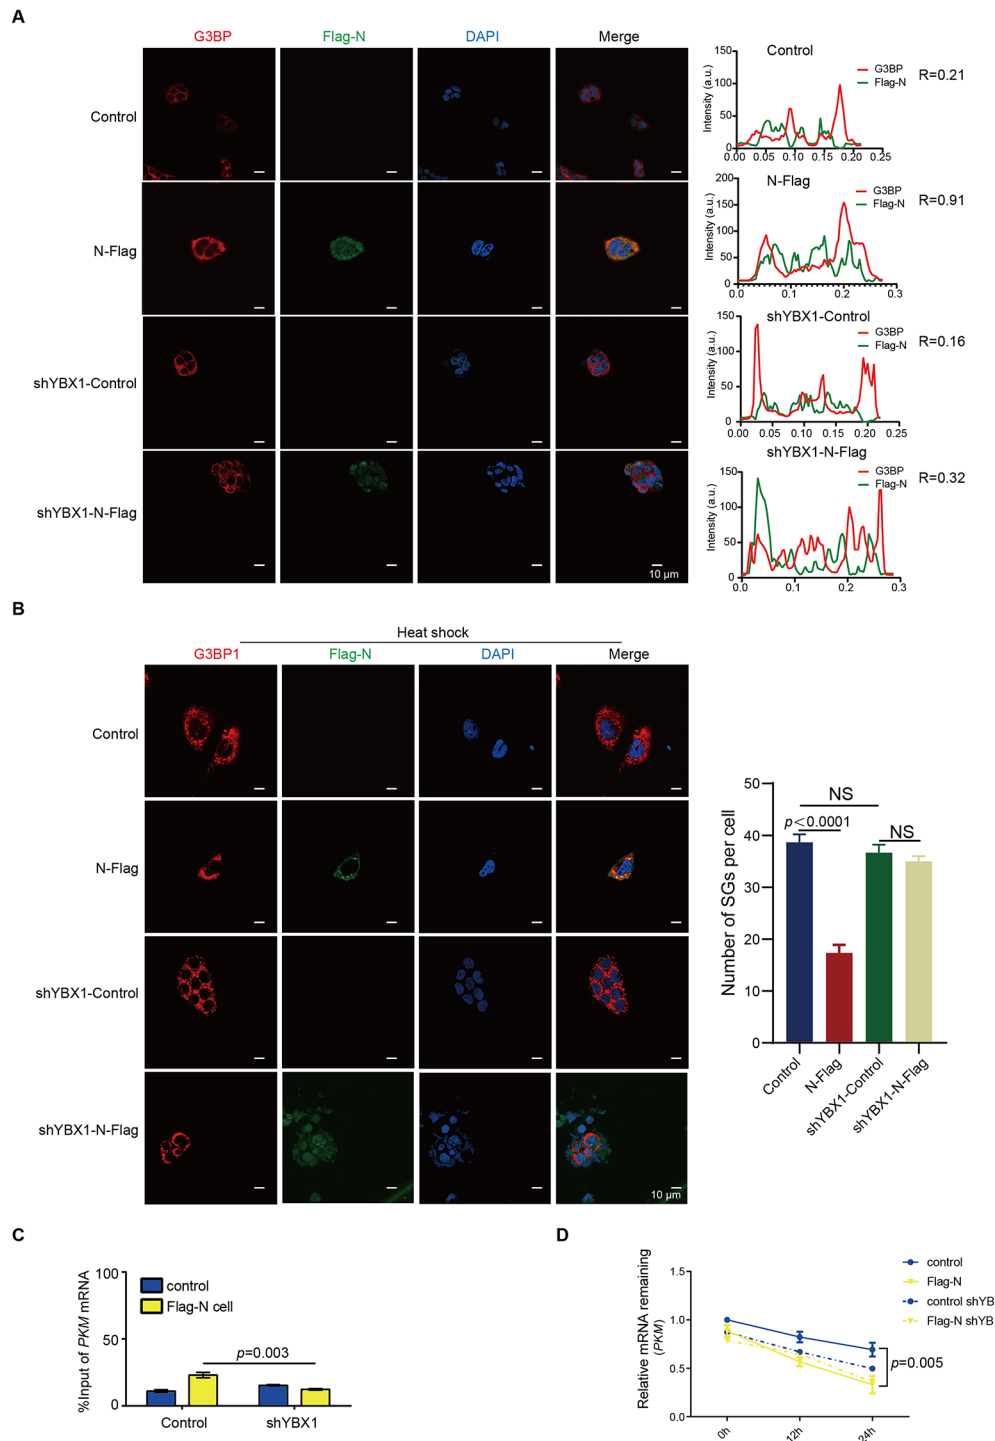 A
G3BP Flag-N DAPI Merge
Control
N-Flag
shYBX1-Control
shYBX1-N-Flag
10 μm
Control
G3BP
Flag-N
R=0.21
Intensity (a.u.)
150
100
50
0
0.00 0.05 0.10 0.15 0.20 0.25
N-Flag
G3BP
Flag-N
R=0.91
Intensity (a.u.)
200
150
100
50
0
0.0 0.1 0.2 0.3
shYBX1-Control
G3BP
Flag-N
R=0.16
Intensity (a.u.)
150
100
50
0
0.00 0.05 0.10 0.15 0.20 0.25
shYBX1-N-Flag
G3BP
Flag-N
R=0.32
Intensity (a.u.)
150
100
50
0
0.0 0.1 0.2 0.3
B
Heat shock
G3BP1 Flag-N DAPI Merge
Control
N-Flag
shYBX1-Control
shYBX1-N-Flag
10 μm
Number of SGs per cell
50
40
30
20
10
0
NS
p<0.0001
NS
Control
N-Flag
shYBX1-Control
shYBX1-N-Flag
C
%Input of PKM mRNA
100
50
0
control
Flag-N cell
p=0.003
Control shYBX1
D
Relative mRNA remaining
(PKM)
1.5
1.0
0.5
0.0
control
Flag-N
control shYB
Flag-N shYB
p=0.005
0h 12h 24h